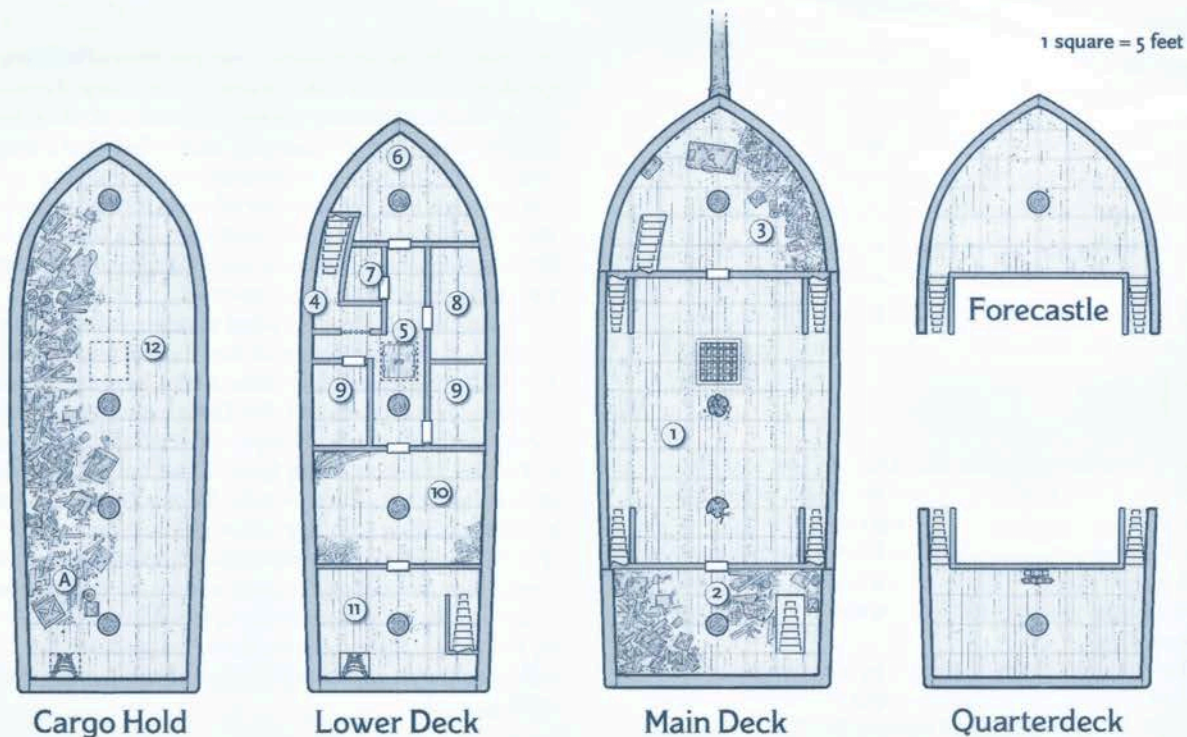 1 square = 5 feet
6
3
7
4
8
Forecastle
5
12
9
9
1
10
A
2
11
Cargo Hold
Lower Deck
Main Deck
Quarterdeck